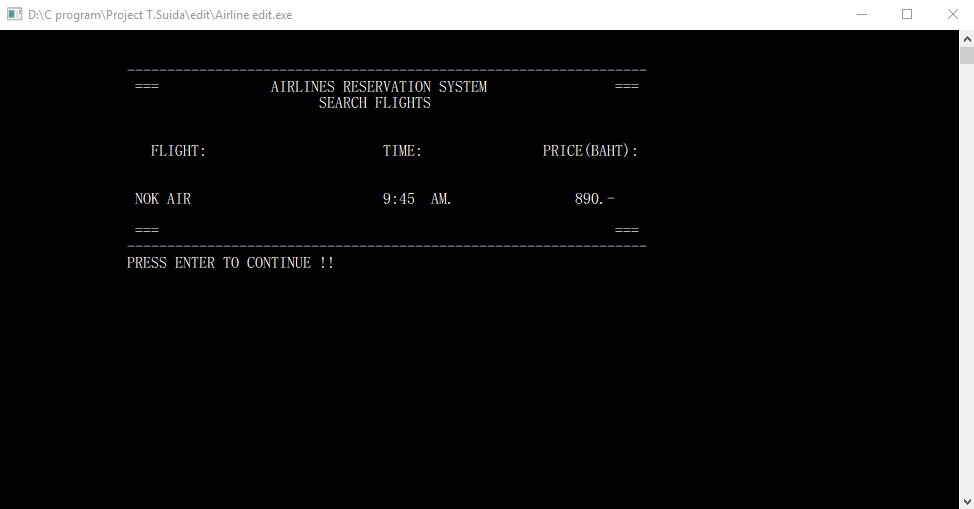 D:\C program\Project T.Suida\edit\Airline edit.exe
-----------------------------------------------------------------
=== AIRLINES RESERVATION SYSTEM ===
SEARCH FLIGHTS
FLIGHT: TIME: PRICE(BAHT):
NOK AIR 9:45 AM. 890.-
=== ===
-----------------------------------------------------------------
PRESS ENTER TO CONTINUE !!